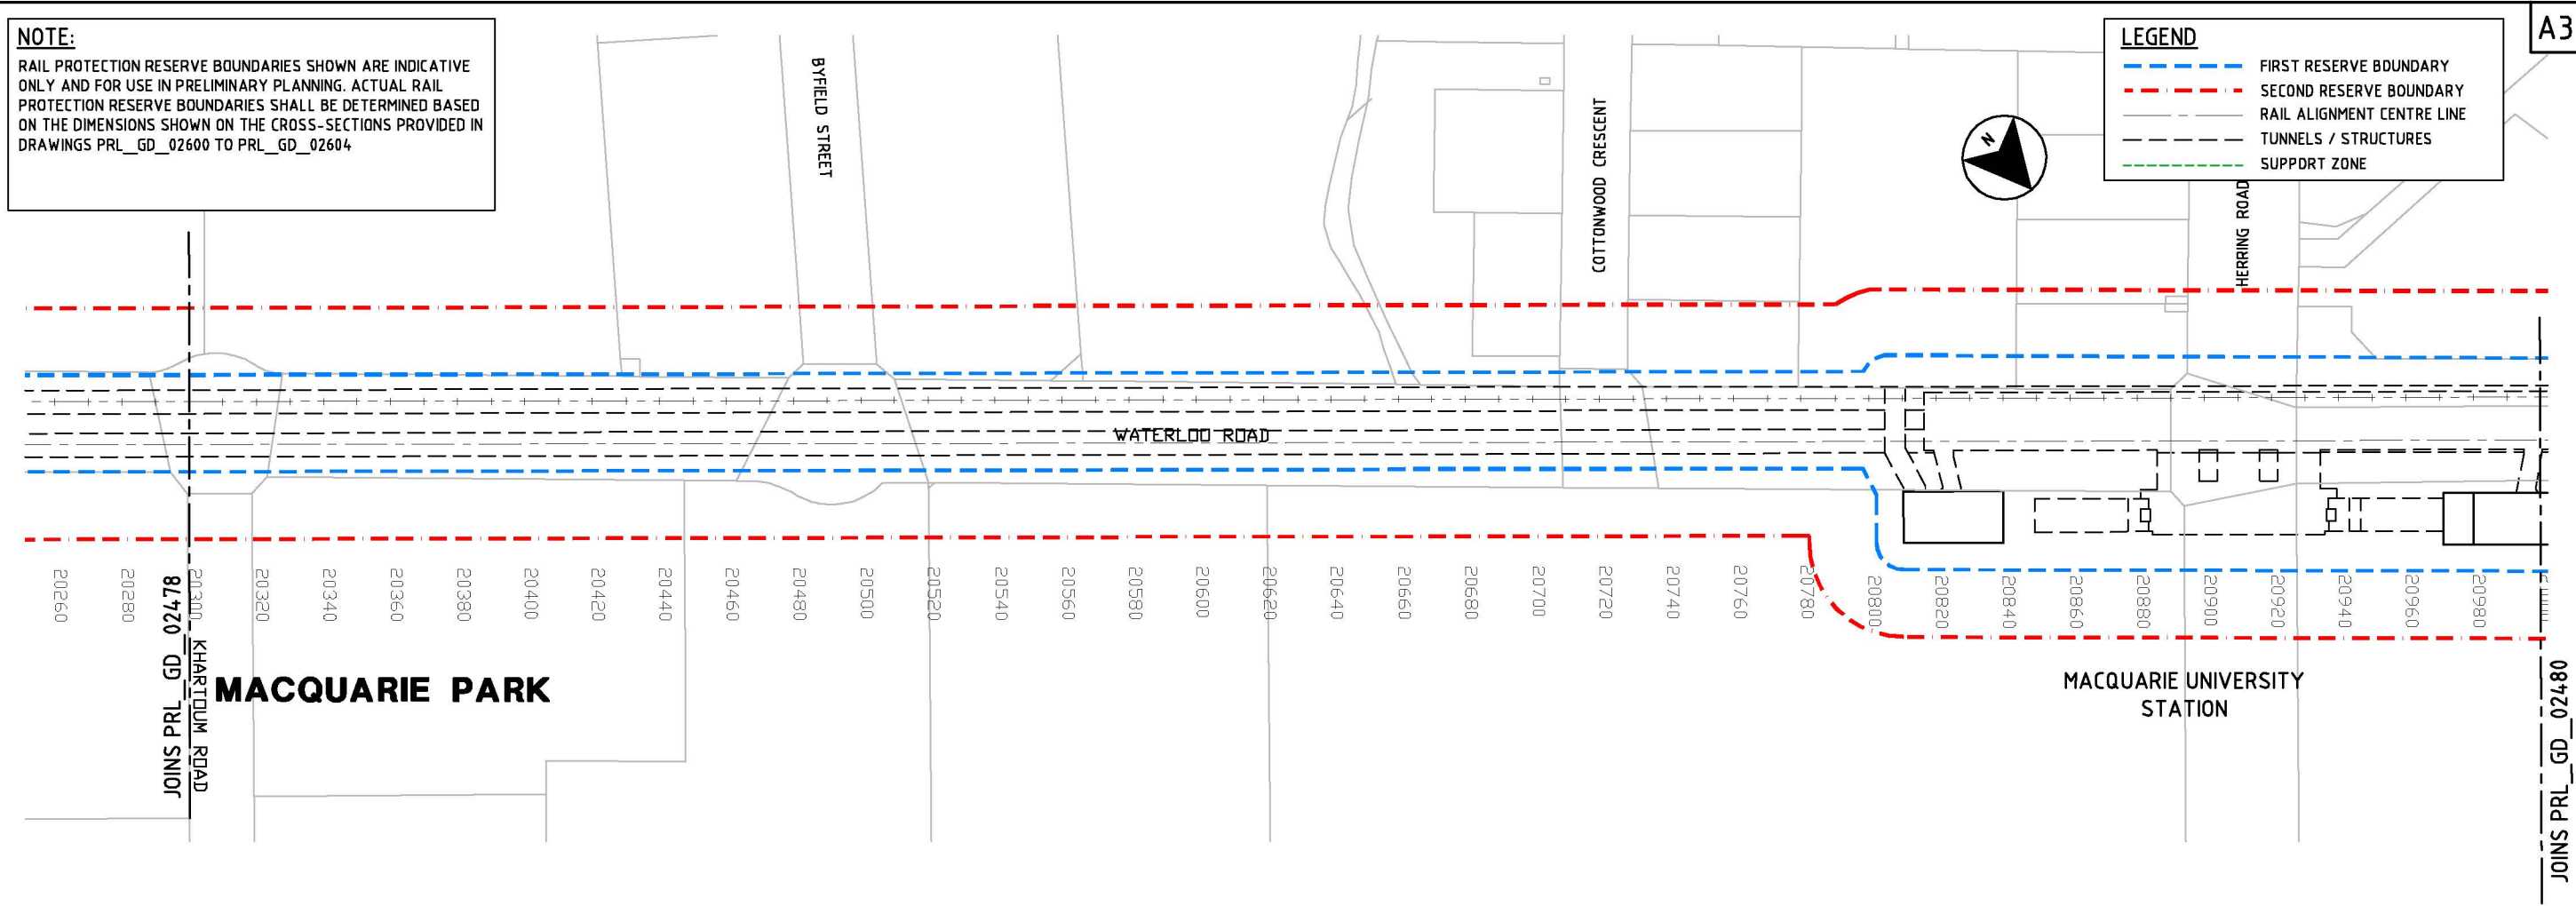 NOTE:
RAIL PROTECTION RESERVE BOUNDARIES SHOWN ARE INDICATIVE
ONLY AND FOR USE IN PRELIMINARY PLANNING. ACTUAL RAIL
PROTECTION RESERVE BOUNDARIES SHALL BE DETERMINED BASED
ON THE DIMENSIONS SHOWN ON THE CROSS-SECTIONS PROVIDED IN
DRAWINGS PRL_GD_02600 TO PRL_GD_02604
A3
LEGEND
FIRST RESERVE BOUNDARY
SECOND RESERVE BOUNDARY
RAIL ALIGNMENT CENTRE LINE
TUNNELS / STRUCTURES
SUPPORT ZONE
N
BYFIELD STREET
COTTONWOOD CRESCENT
HERRING ROAD
WATERLOO ROAD
20260
20280
20300
20320
20340
20360
20380
20400
20420
20440
20460
20480
20500
20520
20540
20560
20580
20600
20620
20640
20660
20680
20700
20720
20740
20760
20780
20800
20820
20840
20860
20880
20900
20920
20940
20960
20980
JOINS PRL_GD_02478
KHARTOUM ROAD
MACQUARIE PARK
MACQUARIE UNIVERSITY
STATION
JOINS PRL_GD_02480